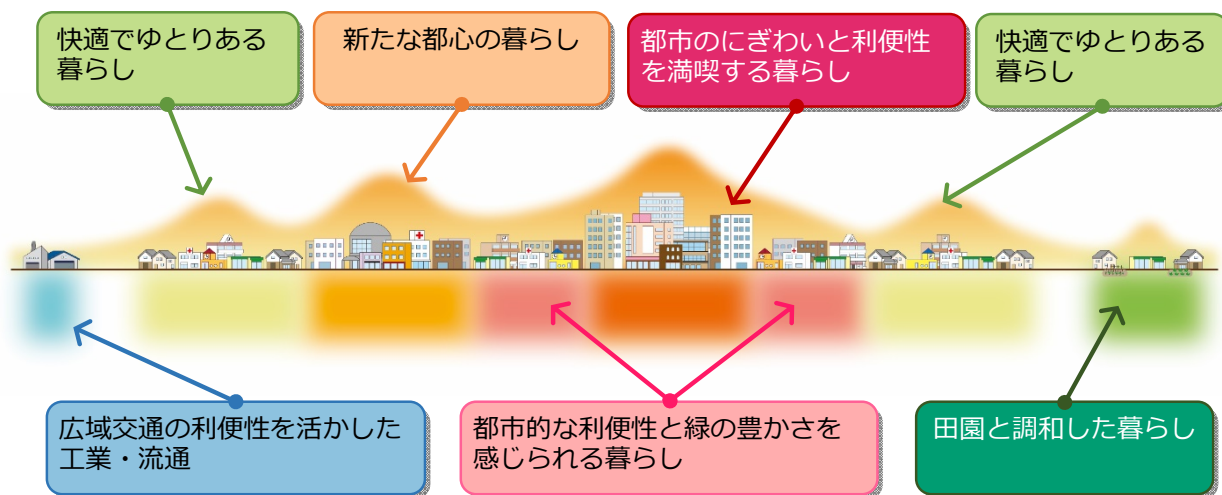 快適でゆとりある
暮らし
新たな都心の暮らし
都市のにぎわいと利便性
を満喫する暮らし
快適でゆとりある
暮らし
広域交通の利便性を活かした
工業・流通
都市的な利便性と緑の豊かさを
感じられる暮らし
田園と調和した暮らし